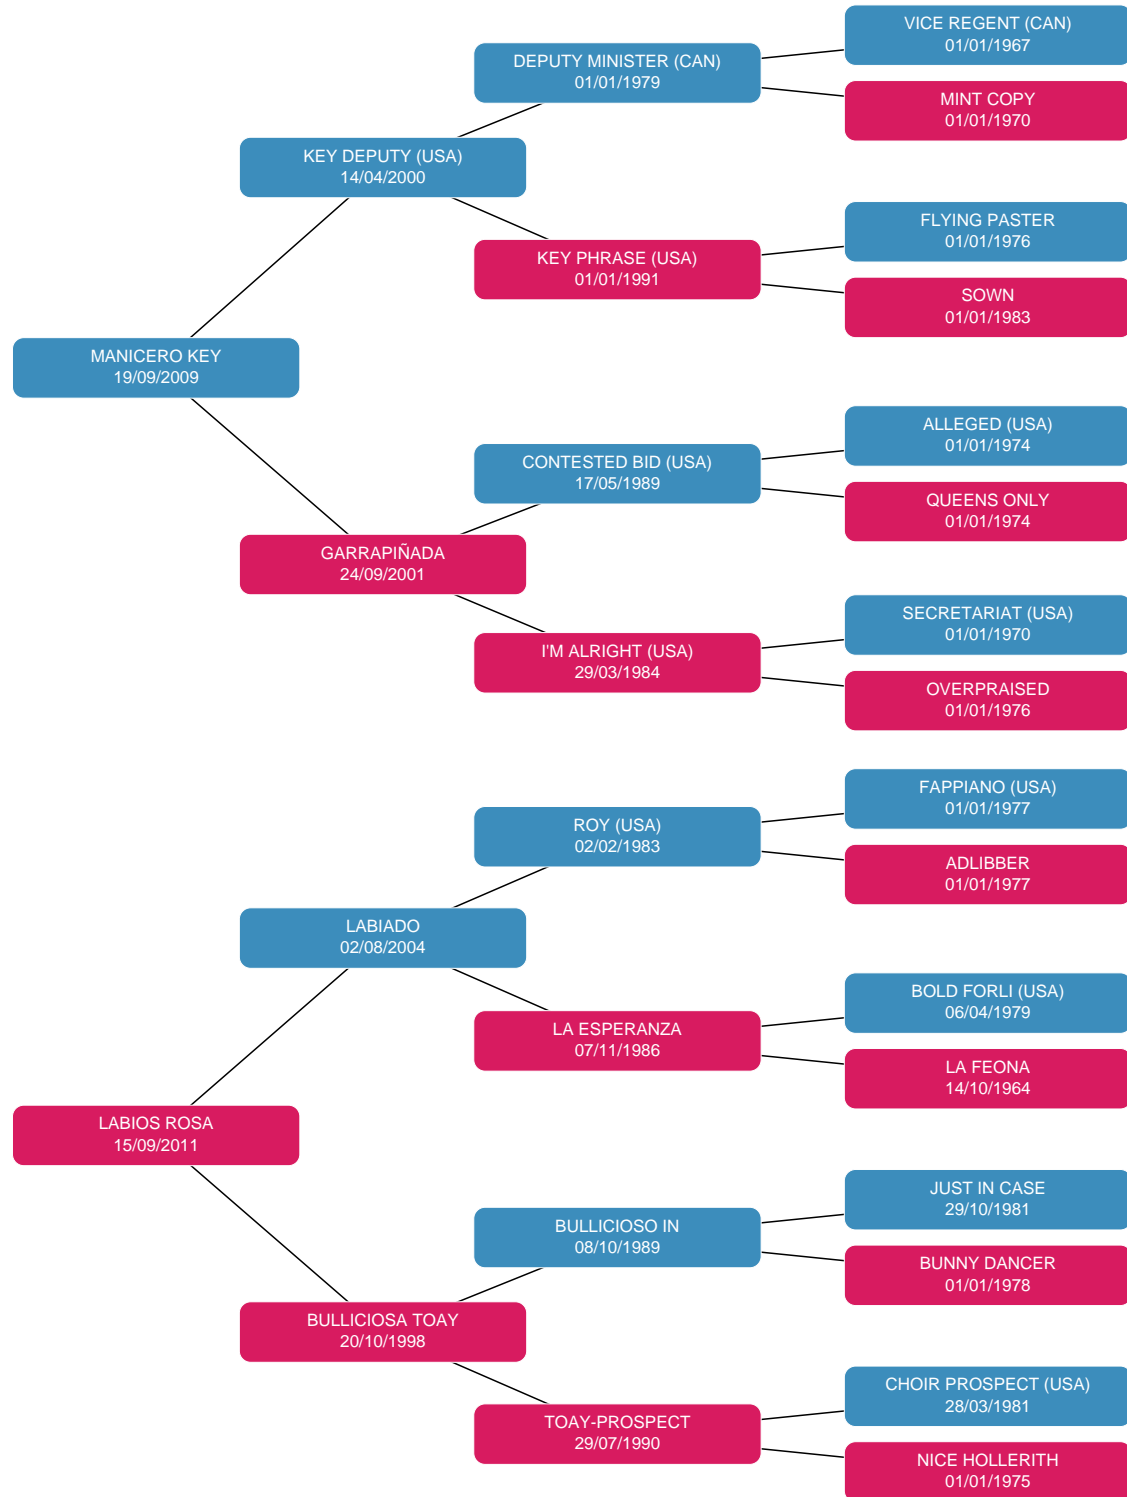 VICE REGENT (CAN)
01/01/1967
DEPUTY MINISTER (CAN)
01/01/1979
MINT COPY
01/01/1970
KEY DEPUTY (USA)
14/04/2000
FLYING PASTER
01/01/1976
KEY PHRASE (USA)
01/01/1991
SOWN
01/01/1983
MANICERO KEY
19/09/2009
ALLEGED (USA)
01/01/1974
CONTESTED BID (USA)
17/05/1989
QUEENS ONLY
01/01/1974
GARRAPIÑADA
24/09/2001
SECRETARIAT (USA)
01/01/1970
I'M ALRIGHT (USA)
29/03/1984
OVERPRAISED
01/01/1976
FAPPIANO (USA)
01/01/1977
ROY (USA)
02/02/1983
ADLIBBER
01/01/1977
LABIADO
02/08/2004
BOLD FORLI (USA)
06/04/1979
LA ESPERANZA
07/11/1986
LA FEONA
14/10/1964
LABIOS ROSA
15/09/2011
JUST IN CASE
29/10/1981
BULLICIOSO IN
08/10/1989
BUNNY DANCER
01/01/1978
BULLICIOSA TOAY
20/10/1998
CHOIR PROSPECT (USA)
28/03/1981
TOAY-PROSPECT
29/07/1990
NICE HOLLERITH
01/01/1975